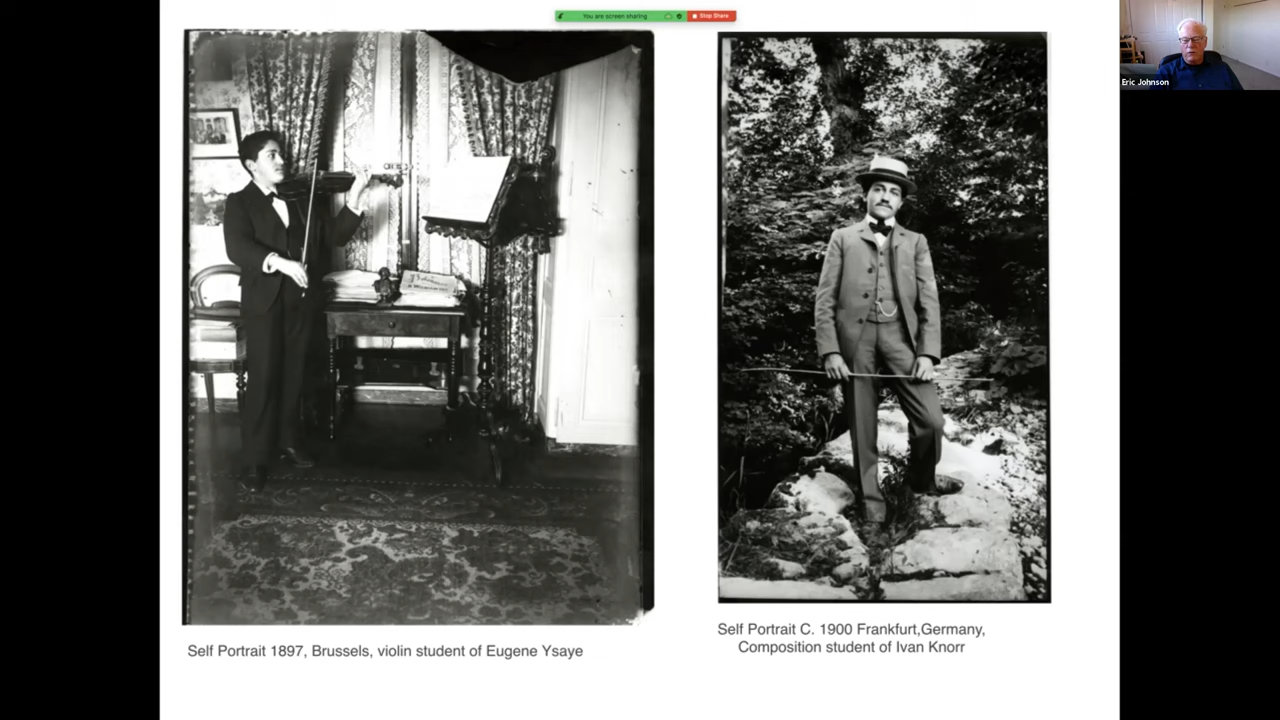 You are screen sharing
Stop Share
Eric Johnson
Self Portrait 1897, Brussels, violin student of Eugene Ysaye
Self Portrait C. 1900 Frankfurt,Germany,
Composition student of Ivan Knorr